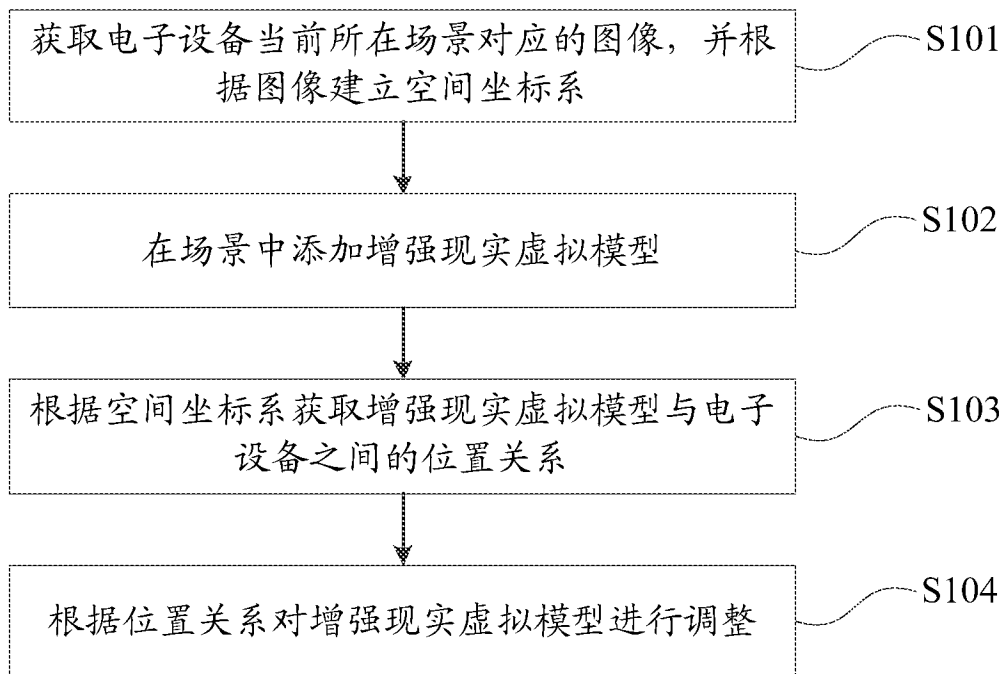 获取电子设备当前所在场景对应的图像，并根
据图像建立空间坐标系
S101
在场景中添加增强现实虚拟模型
S102
根据空间坐标系获取增强现实虚拟模型与电子
设备之间的位置关系
S103
根据位置关系对增强现实虚拟模型进行调整
S104